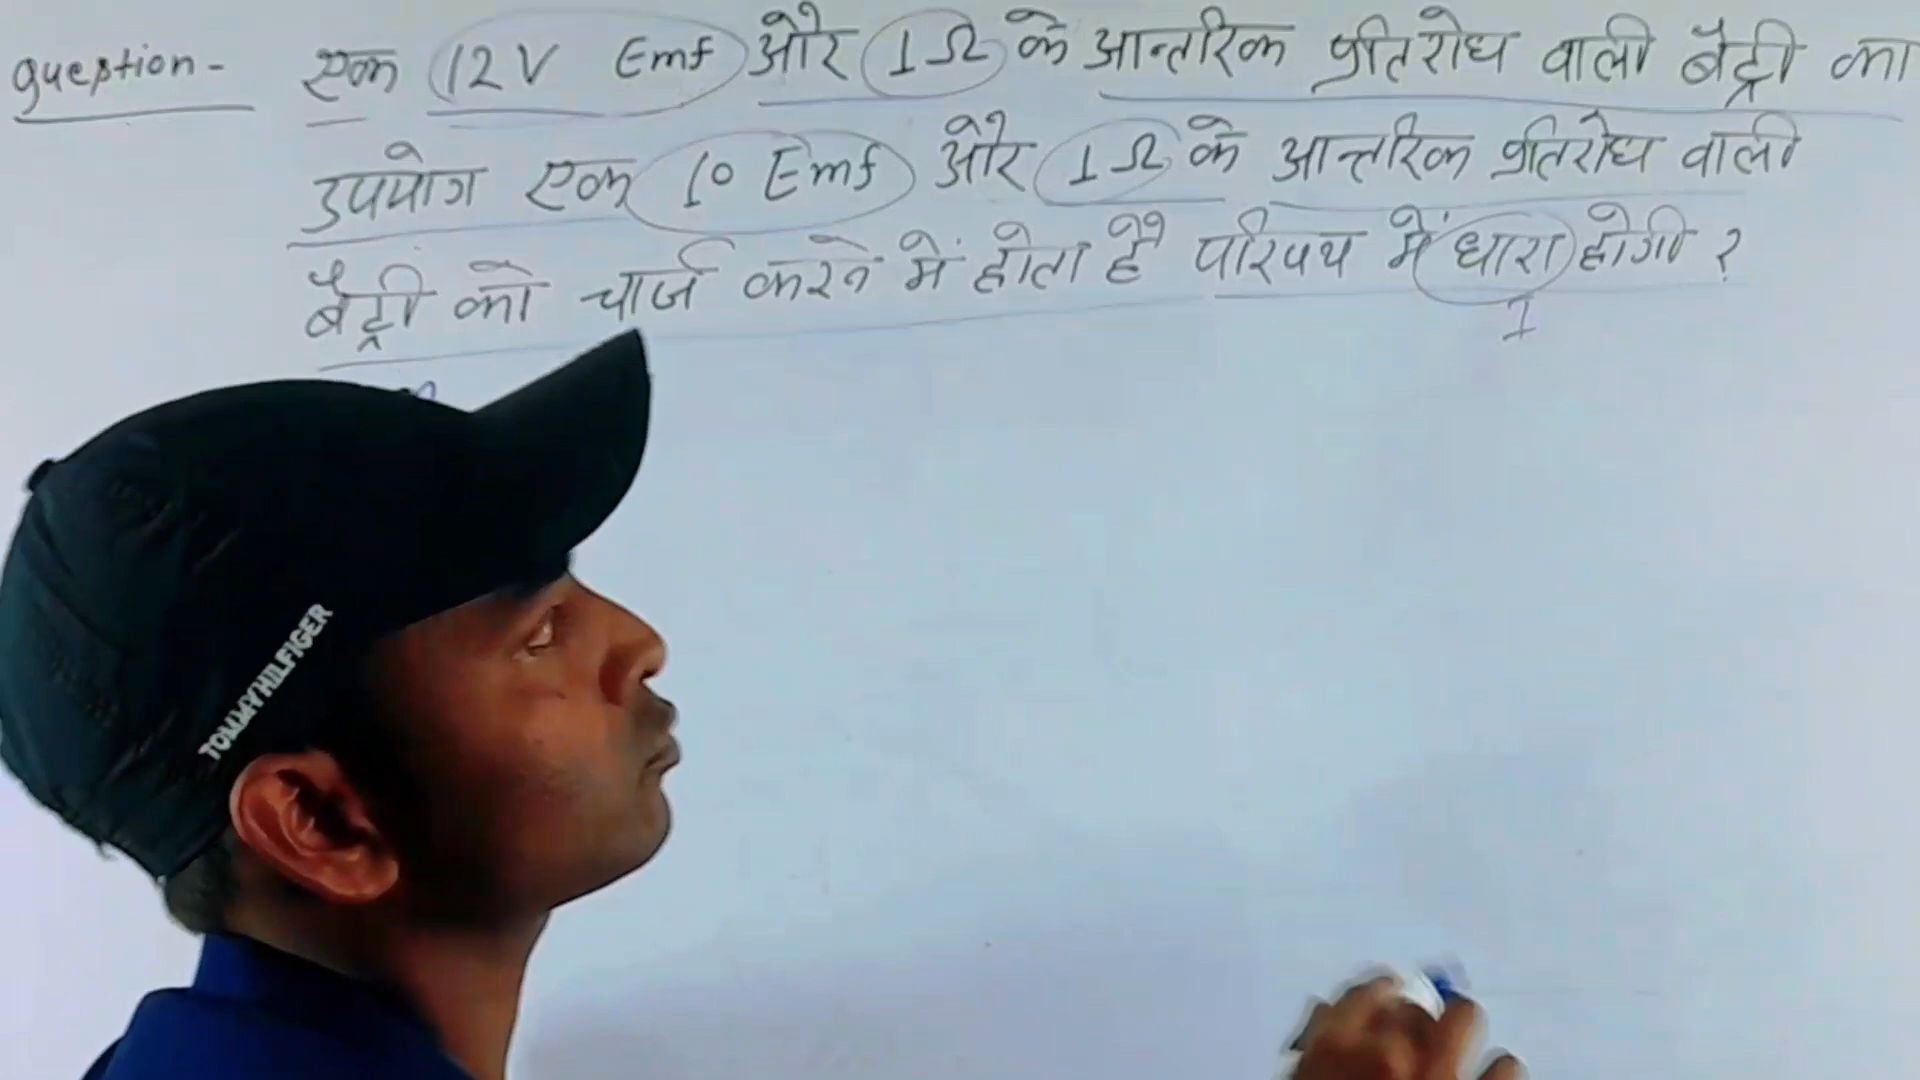 question - एक 12V Emf और 1Ω के आन्तरिक प्रतिरोध वाली बैट्री का
उपयोग एक 10 Emf और 1Ω के आन्तरिक प्रतिरोध वाली
बैट्री को चार्ज करने में होता है परिपथ में धारा होगी ?
I
TOMMY HILFIGER